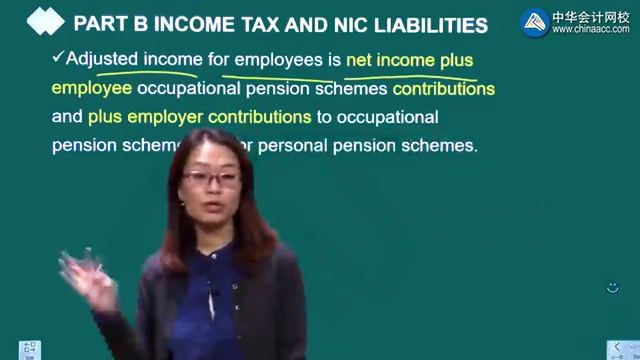 中华会计网校
www.chinaacc.com
PART B INCOME TAX AND NIC LIABILITIES
✓Adjusted income for employees is net income plus
employee occupational pension schemes contributions
and plus employer contributions to occupational
pension personal pension schemes.